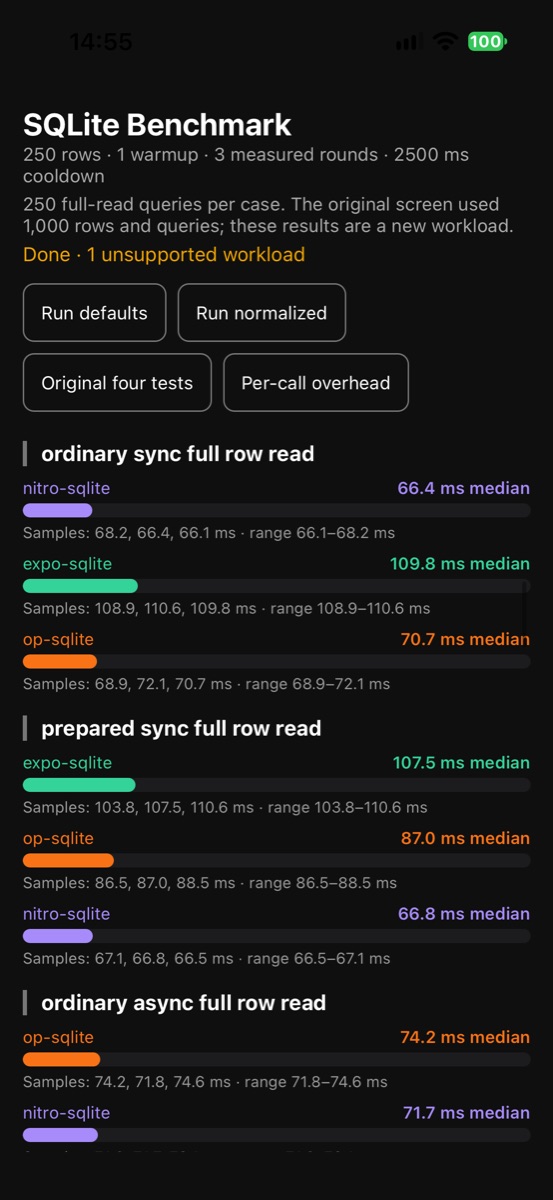 14:55
100
SQLite Benchmark
250 rows · 1 warmup · 3 measured rounds · 2500 ms
cooldown
250 full-read queries per case. The original screen used
1,000 rows and queries; these results are a new workload.
Done · 1 unsupported workload
Run defaults
Run normalized
Original four tests
Per-call overhead
ordinary sync full row read
nitro-sqlite 66.4 ms median
Samples: 68.2, 66.4, 66.1 ms · range 66.1–68.2 ms
expo-sqlite 109.8 ms median
Samples: 108.9, 110.6, 109.8 ms · range 108.9–110.6 ms
op-sqlite 70.7 ms median
Samples: 68.9, 72.1, 70.7 ms · range 68.9–72.1 ms
prepared sync full row read
expo-sqlite 107.5 ms median
Samples: 103.8, 107.5, 110.6 ms · range 103.8–110.6 ms
op-sqlite 87.0 ms median
Samples: 86.5, 87.0, 88.5 ms · range 86.5–88.5 ms
nitro-sqlite 66.8 ms median
Samples: 67.1, 66.8, 66.5 ms · range 66.5–67.1 ms
ordinary async full row read
op-sqlite 74.2 ms median
Samples: 74.2, 71.8, 74.6 ms · range 71.8–74.6 ms
nitro-sqlite 71.7 ms median